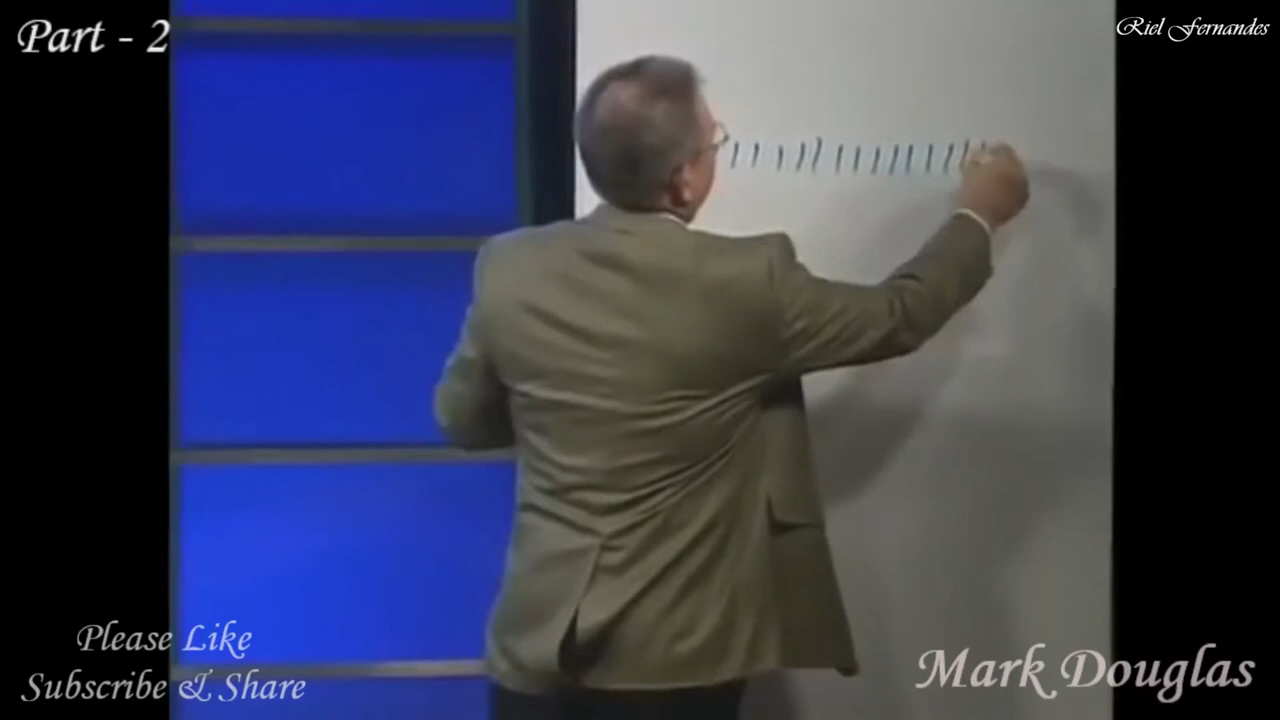 Part - 2
Riel Fernandes
Please Like
Subscribe & Share
Mark Douglas